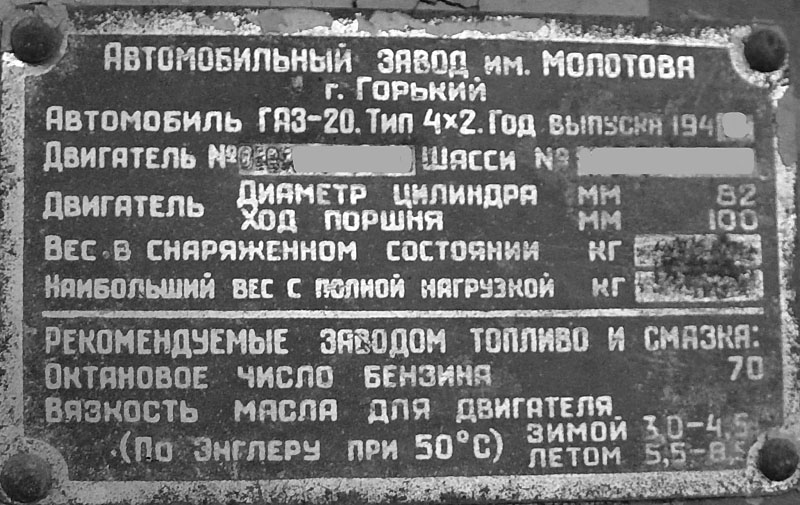 Автомобильный завод им. Молотова
г. Горький
Автомобиль ГАЗ-20. Тип 4×2. Год выпуска 194
Двигатель № Шасси №
Двигатель Диаметр цилиндра мм 82
Ход поршня мм 100
Вес в снаряженном состоянии кг
Наибольший вес с полной нагрузкой кг
Рекомендуемые заводом топливо и смазка:
Октановое число бензина 70
Вязкость масла для двигателя
(По Энглеру при 50°С) зимой 3,0-4,5
летом 5,5-8,5